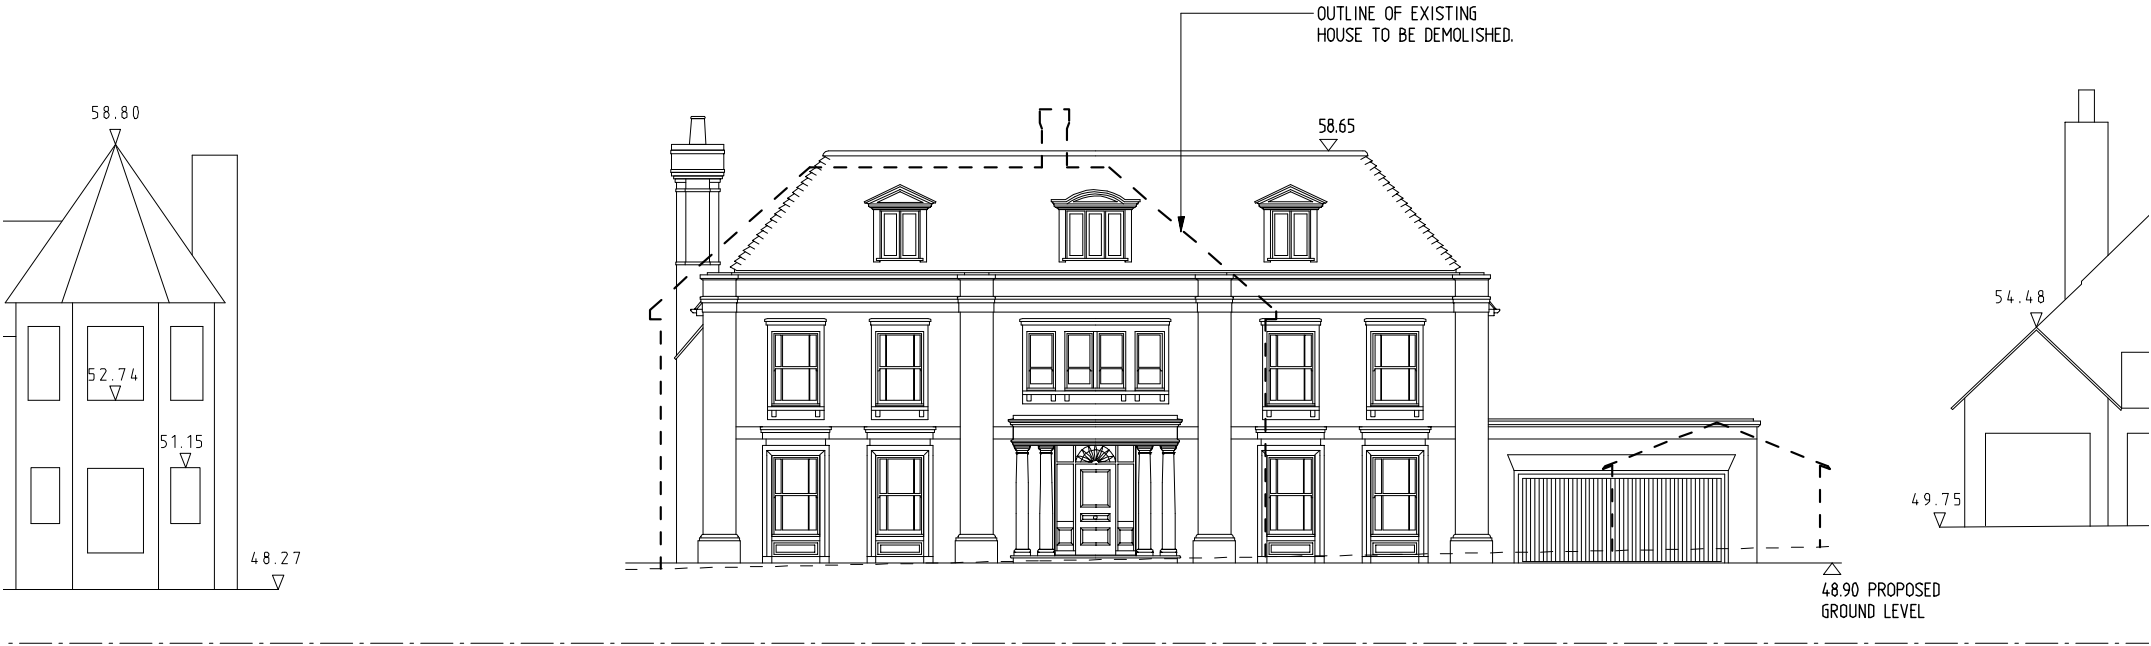 OUTLINE OF EXISTING
HOUSE TO BE DEMOLISHED.
58.80
58.65
54.48
52.74
51.15
49.75
48.27
48.90 PROPOSED
GROUND LEVEL